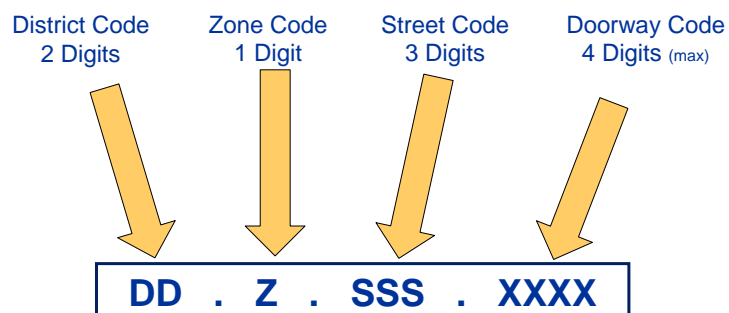 District Code
2 Digits
Zone Code
1 Digit
Street Code
3 Digits
Doorway Code
4 Digits (max)
DD . Z . SSS . XXXX